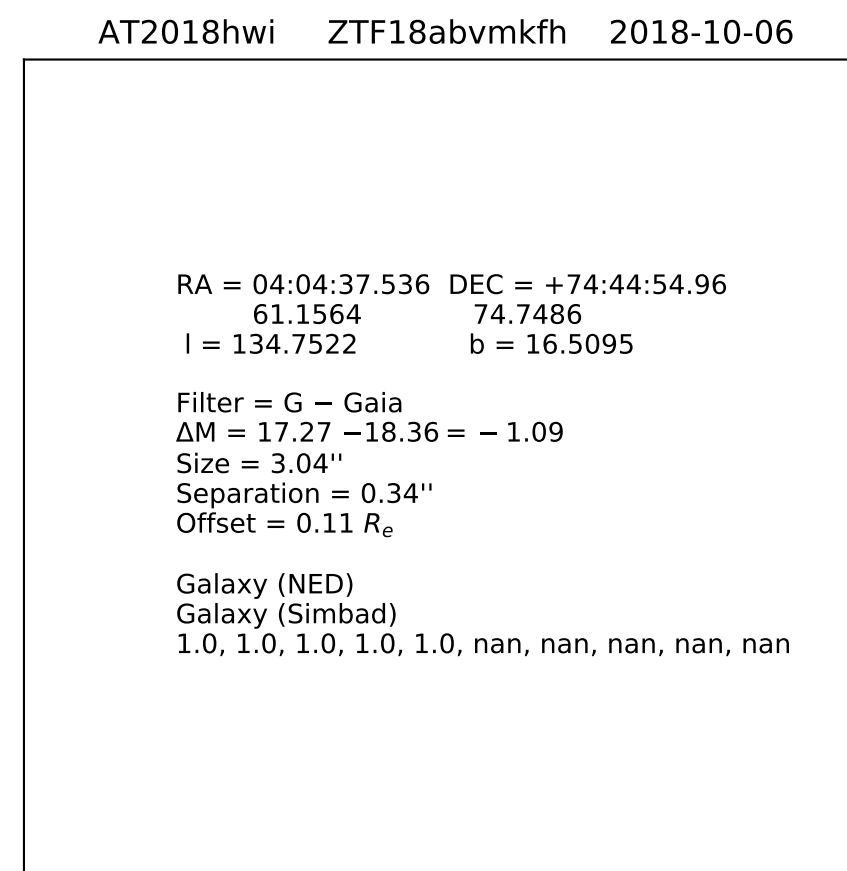 AT2018hwi ZTF18abvmkfh 2018-10-06
RA = 04:04:37.536 DEC = +74:44:54.96
61.1564 74.7486
l = 134.7522 b = 16.5095
Filter = G − Gaia
ΔM = 17.27 −18.36 = − 1.09
Size = 3.04''
Separation = 0.34''
Offset = 0.11 Re
Galaxy (NED)
Galaxy (Simbad)
1.0, 1.0, 1.0, 1.0, 1.0, nan, nan, nan, nan, nan